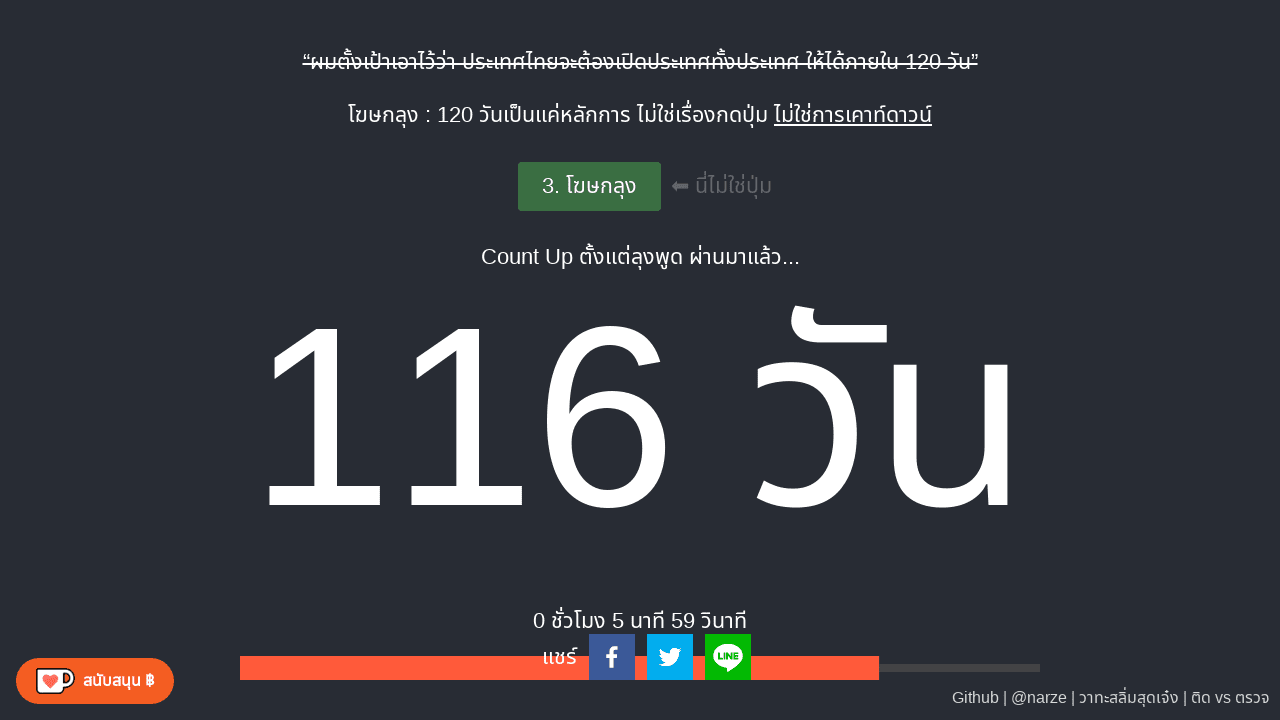 “ผมตั้งเป้าเอาไว้ว่า ประเทศไทยจะต้องเปิดประเทศทั้งประเทศ ให้ได้ภายใน 120 วัน”
โฆษกลุง : 120 วันเป็นแค่หลักการ ไม่ใช่เรื่องกดปุ่ม ไม่ใช่การเคาท์ดาวน์
3. โฆษกลุง ⬅ นี่ไม่ใช่ปุ่ม
Count Up ตั้งแต่ลุงพูด ผ่านมาแล้ว...
116 วัน
0 ชั่วโมง 5 นาที 59 วินาที
แชร์ LINE
สนับสนุน ฿
Github | @narze | วาทะสลิ่มสุดเจ๋ง | ติด vs ตรวจ